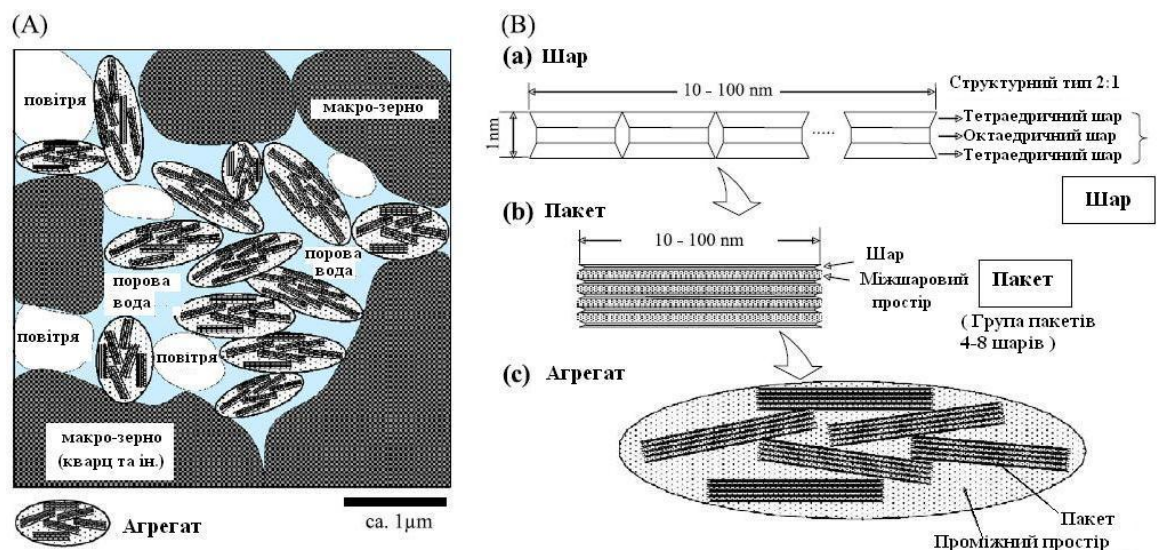 (A)
повітря
макро-зерно
порова
вода
порова
вода
повітря
повітря
макро-зерно
(кварц та ін.)
Агрегат
ca. 1μm
(B)
(a) Шар
Структурний тип 2:1
10 - 100 nm
1nm
Тетраедричний шар
Октаедричний шар
Тетраедричний шар
Шар
(b) Пакет
10 - 100 nm
Шар
Міжшаровий
простір
Пакет
( Група пакетів
4-8 шарів )
(c) Агрегат
Пакет
Проміжний простір